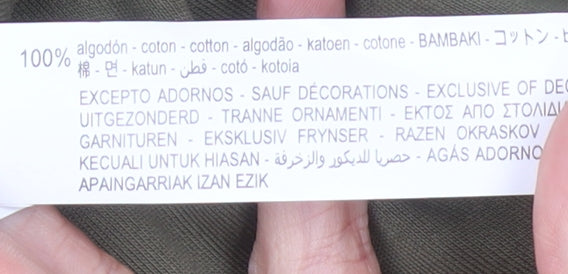 100% algodón - coton - cotton - algodão - katoen - cotone - ΒΑΜΒΑΚΙ - コットン -
棉 - 면 - katun - قطن - cotó - kotoia
EXCEPTO ADORNOS - SAUF DÉCORATIONS - EXCLUSIVE OF
UITGEZONDERD - TRANNE ORNAMENTI - ΕΚΤΟΣ ΑΠΟ
GARNITUREN - EKSKLUSIV FRYNSER - RAZEN OKRASKOV
KECUALI UNTUK HIASAN - حصريا للديكور والزخرفة - AGÁS
APAINGARRIAK IZAN EZIK